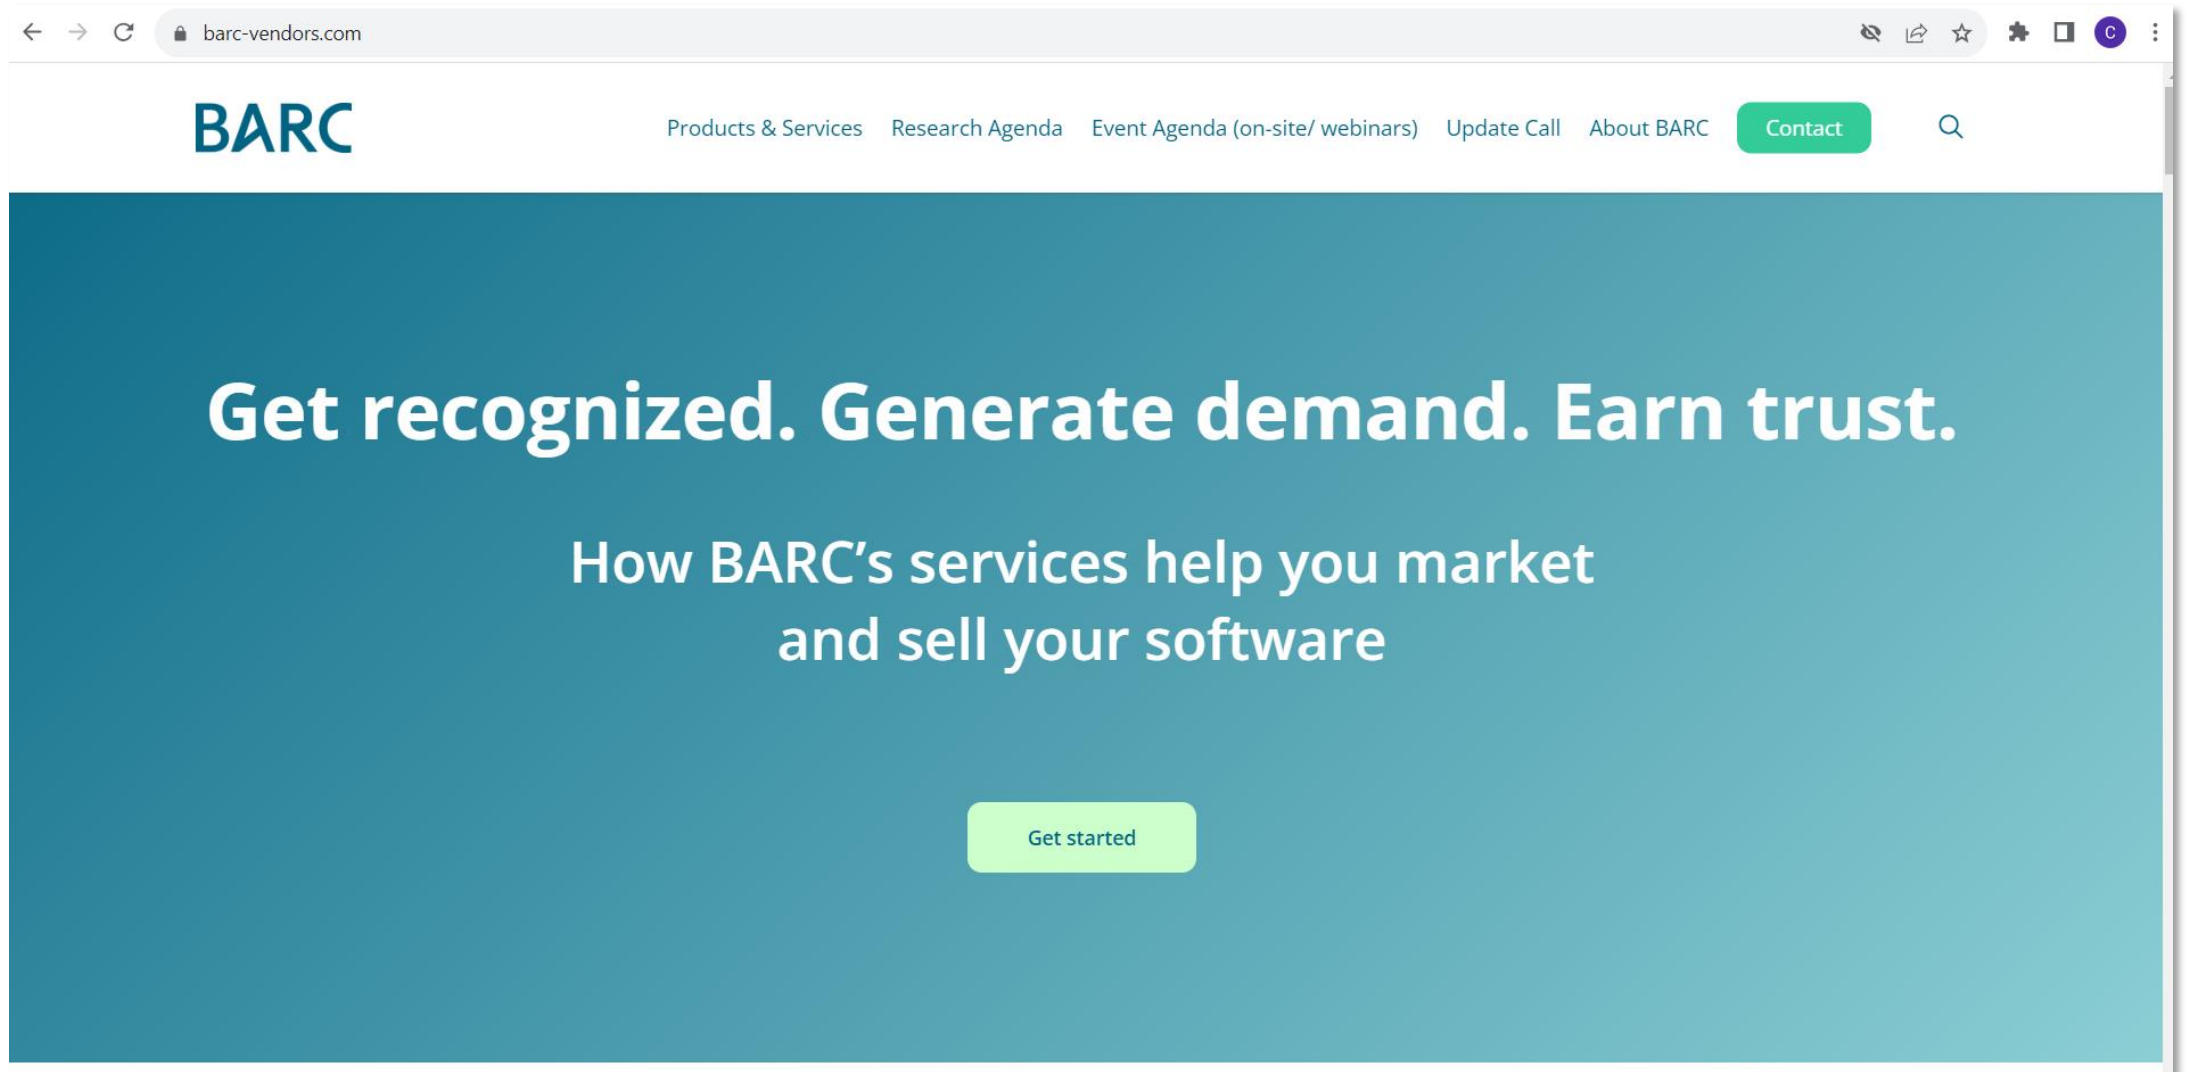 barc-vendors.com
C
BARC
Products & Services Research Agenda Event Agenda (on-site/ webinars) Update Call About BARC Contact
Get recognized. Generate demand. Earn trust.
How BARC’s services help you market
and sell your software
Get started